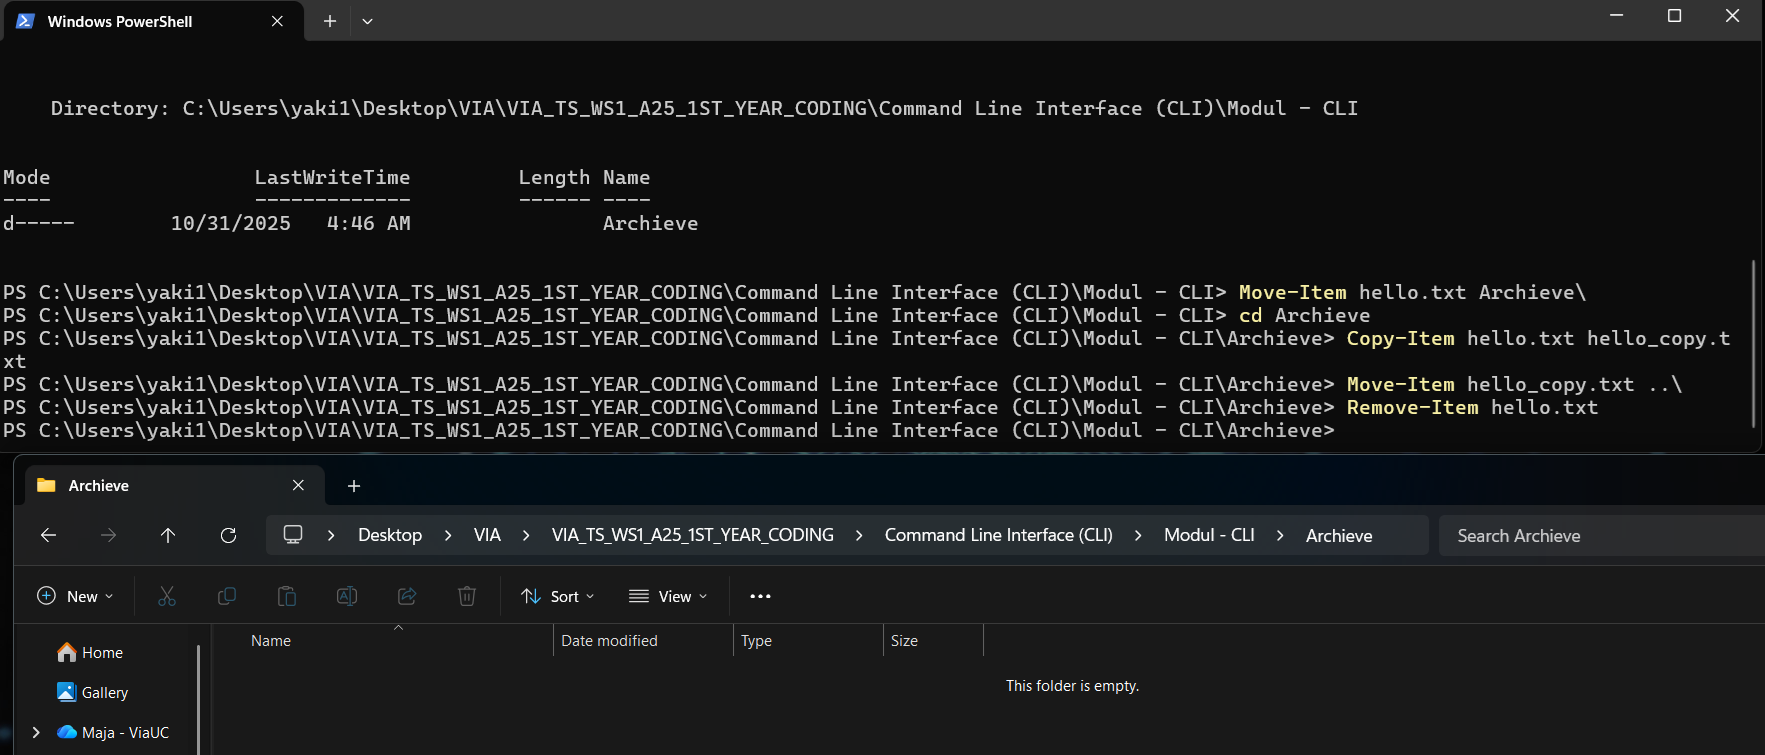 Windows PowerShell
Directory: C:\Users\yaki1\Desktop\VIA\VIA_TS_WS1_A25_1ST_YEAR_CODING\Command Line Interface (CLI)\Modul - CLI
Mode LastWriteTime Length Name
---- ------------- ------ ----
d----- 10/31/2025 4:46 AM Archieve
PS C:\Users\yaki1\Desktop\VIA\VIA_TS_WS1_A25_1ST_YEAR_CODING\Command Line Interface (CLI)\Modul - CLI> Move-Item hello.txt Archieve\
PS C:\Users\yaki1\Desktop\VIA\VIA_TS_WS1_A25_1ST_YEAR_CODING\Command Line Interface (CLI)\Modul - CLI> cd Archieve
PS C:\Users\yaki1\Desktop\VIA\VIA_TS_WS1_A25_1ST_YEAR_CODING\Command Line Interface (CLI)\Modul - CLI\Archieve> Copy-Item hello.txt hello_copy.t
xt
PS C:\Users\yaki1\Desktop\VIA\VIA_TS_WS1_A25_1ST_YEAR_CODING\Command Line Interface (CLI)\Modul - CLI\Archieve> Move-Item hello_copy.txt ..\
PS C:\Users\yaki1\Desktop\VIA\VIA_TS_WS1_A25_1ST_YEAR_CODING\Command Line Interface (CLI)\Modul - CLI\Archieve> Remove-Item hello.txt
PS C:\Users\yaki1\Desktop\VIA\VIA_TS_WS1_A25_1ST_YEAR_CODING\Command Line Interface (CLI)\Modul - CLI\Archieve>
Archieve
Desktop > VIA > VIA_TS_WS1_A25_1ST_YEAR_CODING > Command Line Interface (CLI) > Modul - CLI > Archieve
Search Archieve
New Sort View
Name Date modified Type Size
Home
This folder is empty.
Gallery
Maja - ViaUC